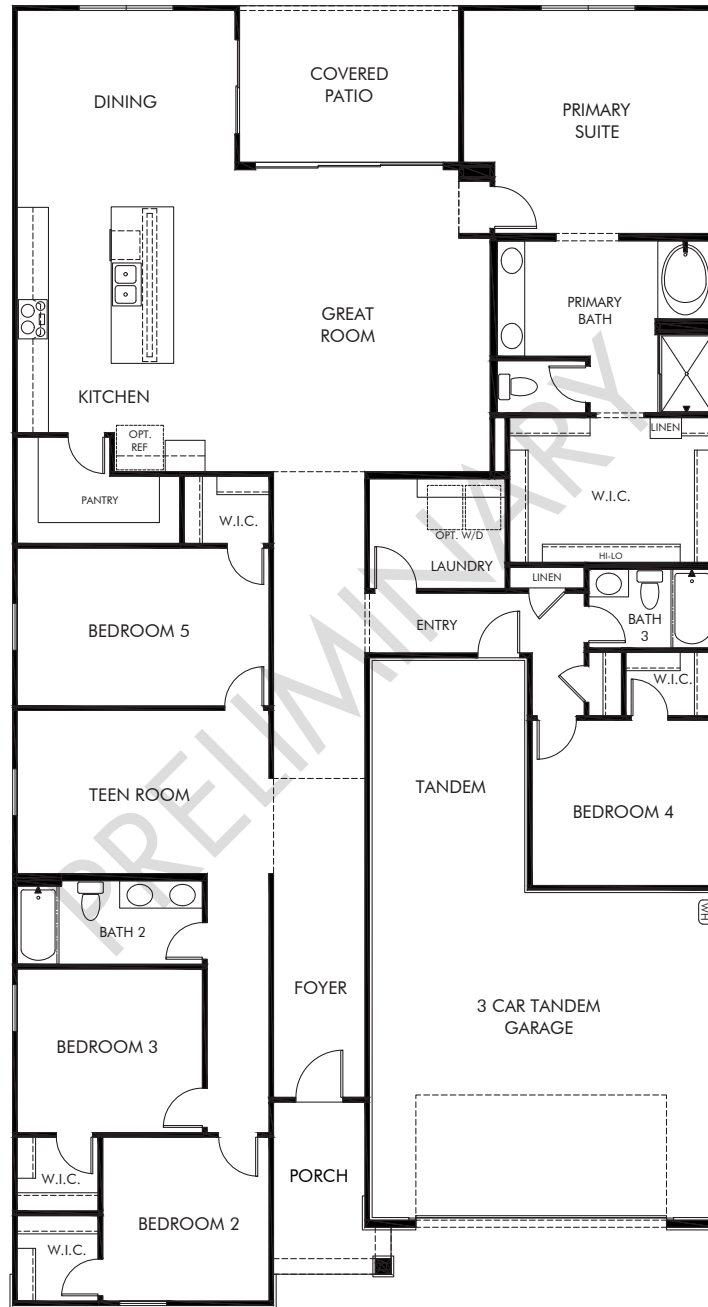 DINING
COVERED
PATIO
PRIMARY
SUITE
GREAT
ROOM
PRIMARY
BATH
KITCHEN
OPT.
REF
PANTRY
W.I.C.
OPT. W/D
LAUNDRY
LINEN
W.I.C.
HI-LO
LINEN
BEDROOM 5
ENTRY
BATH
3
W.I.C.
TEEN ROOM
TANDEM
BEDROOM 4
WH
BATH 2
FOYER
3 CAR TANDEM
GARAGE
BEDROOM 3
W.I.C.
PORCH
BEDROOM 2
W.I.C.
PRELIMINARY